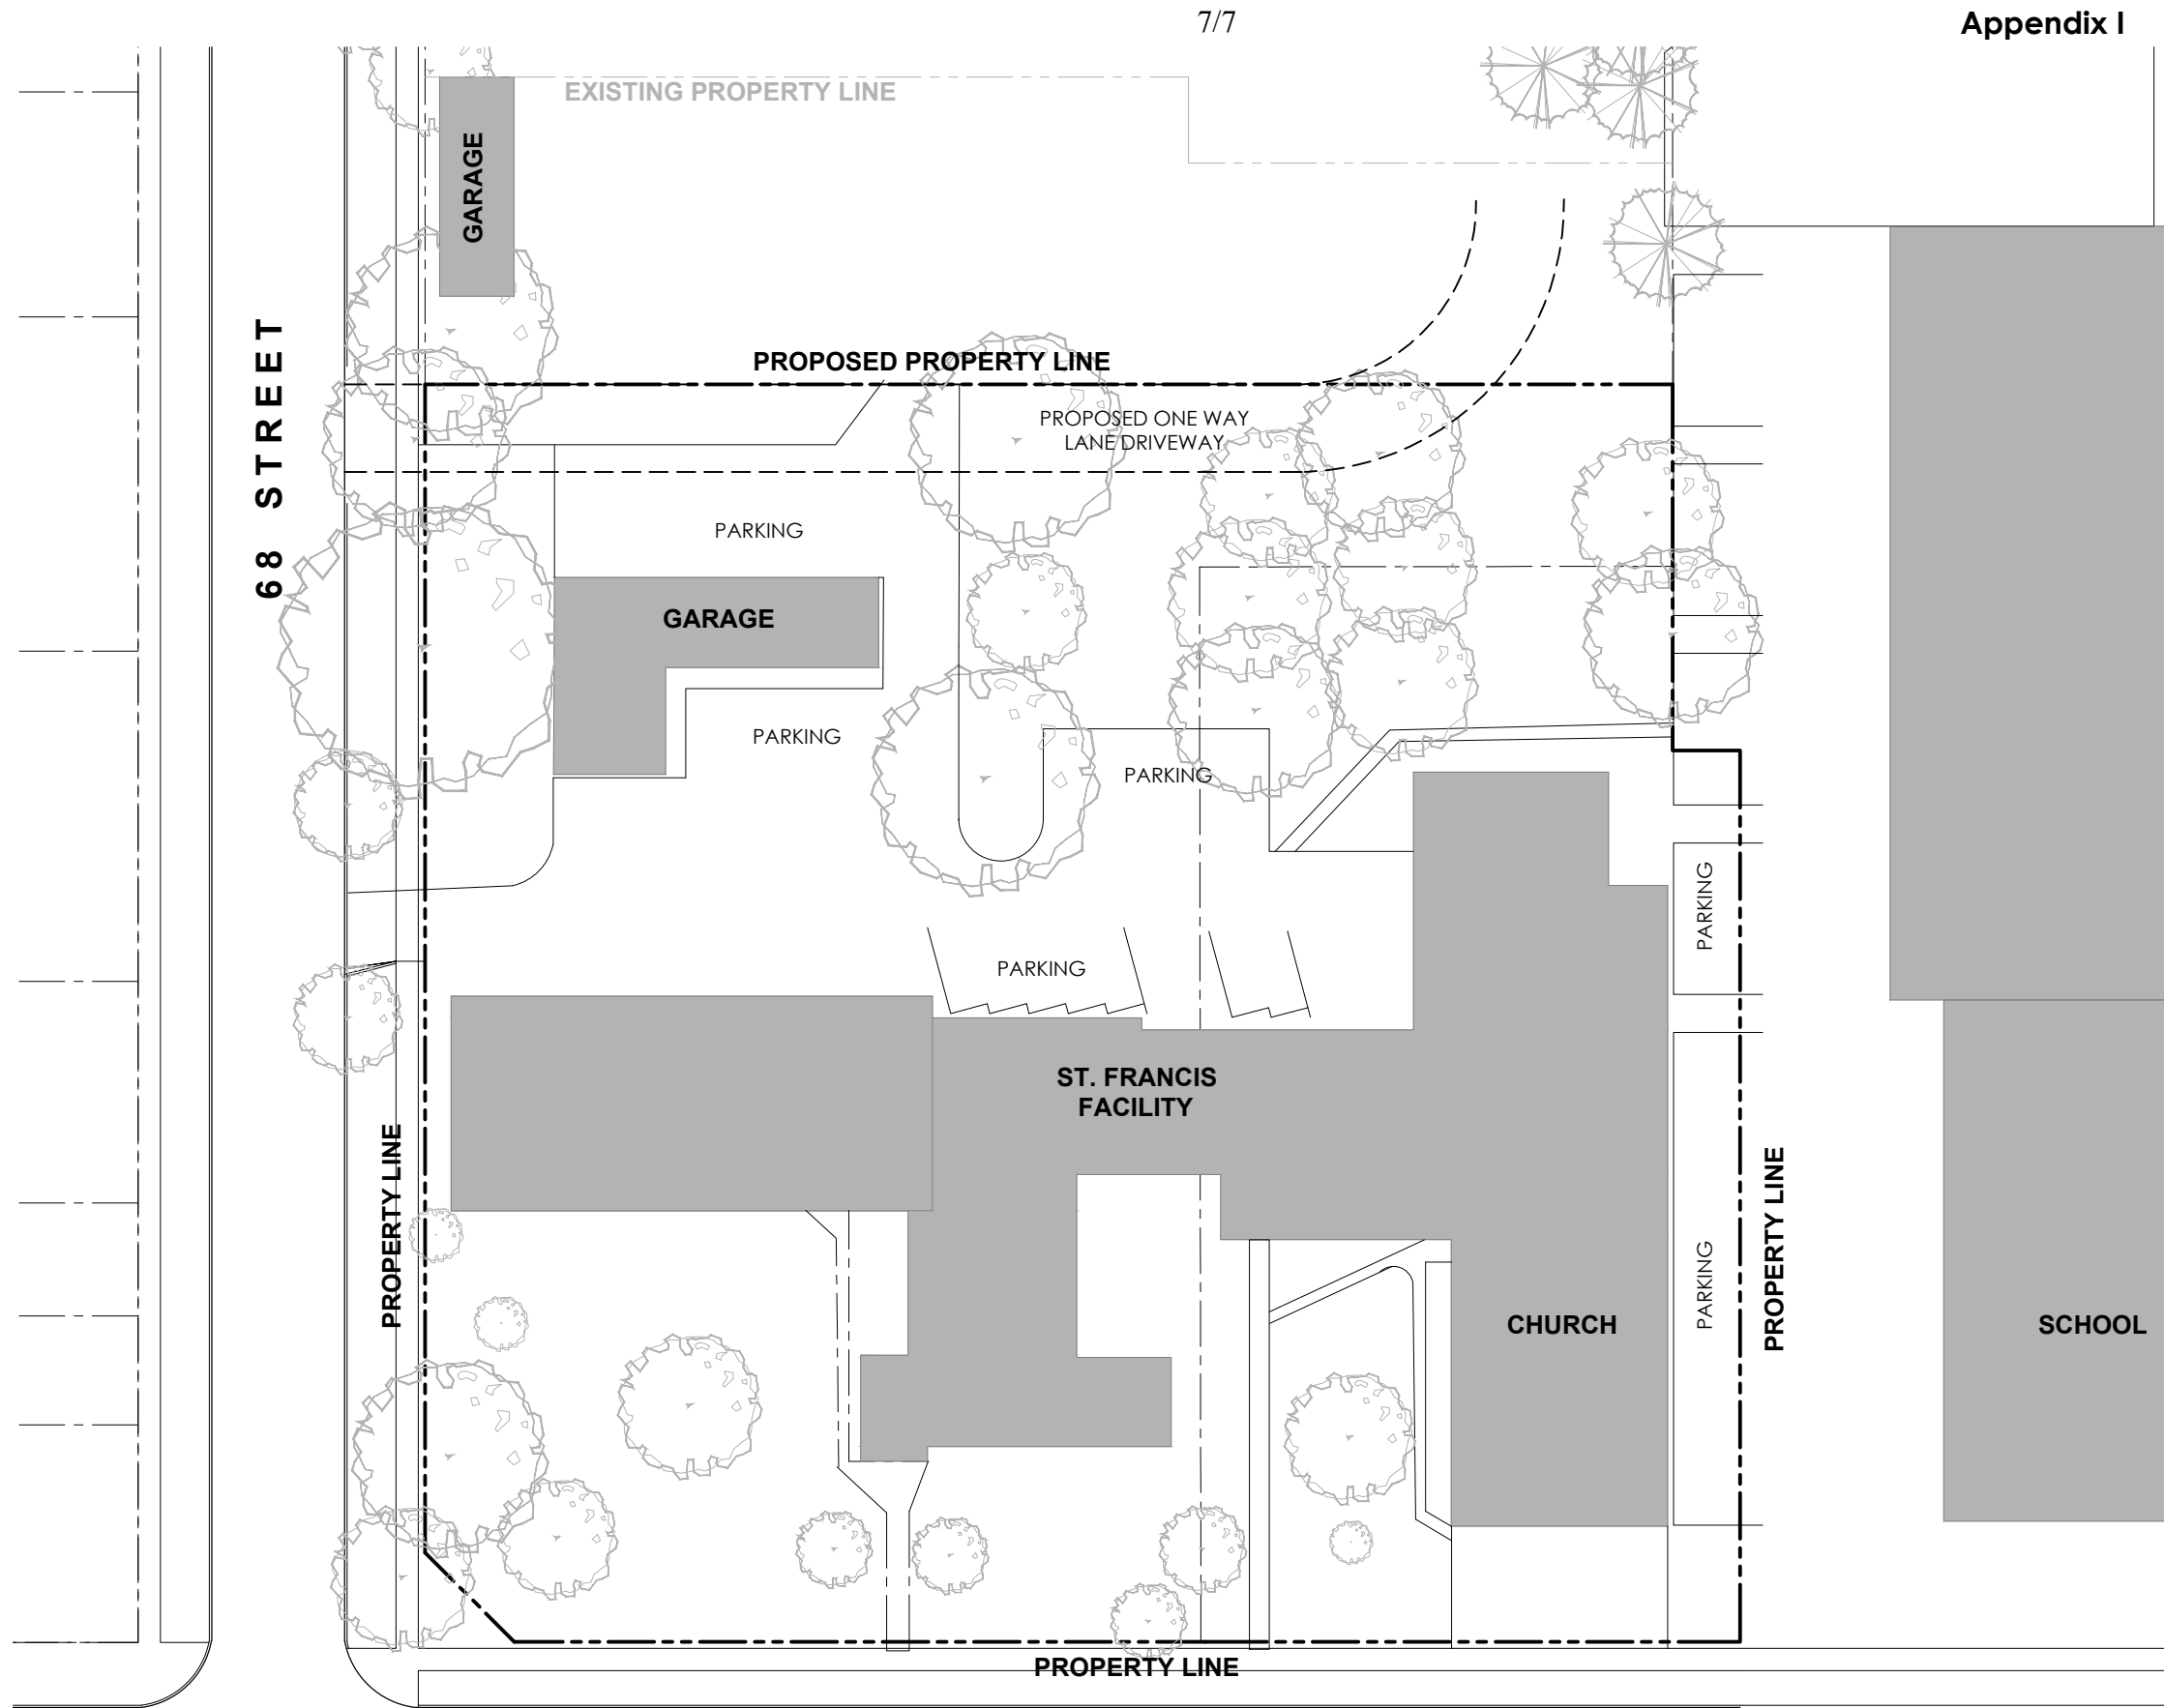 7/7
Appendix I
EXISTING PROPERTY LINE
GARAGE
68 STREET
PROPOSED PROPERTY LINE
PROPOSED ONE WAY
LANE DRIVEWAY
PARKING
GARAGE
PARKING
PARKING
PARKING
PARKING
ST. FRANCIS
FACILITY
PROPERTY LINE
PROPERTY LINE
PARKING
CHURCH
SCHOOL
PROPERTY LINE